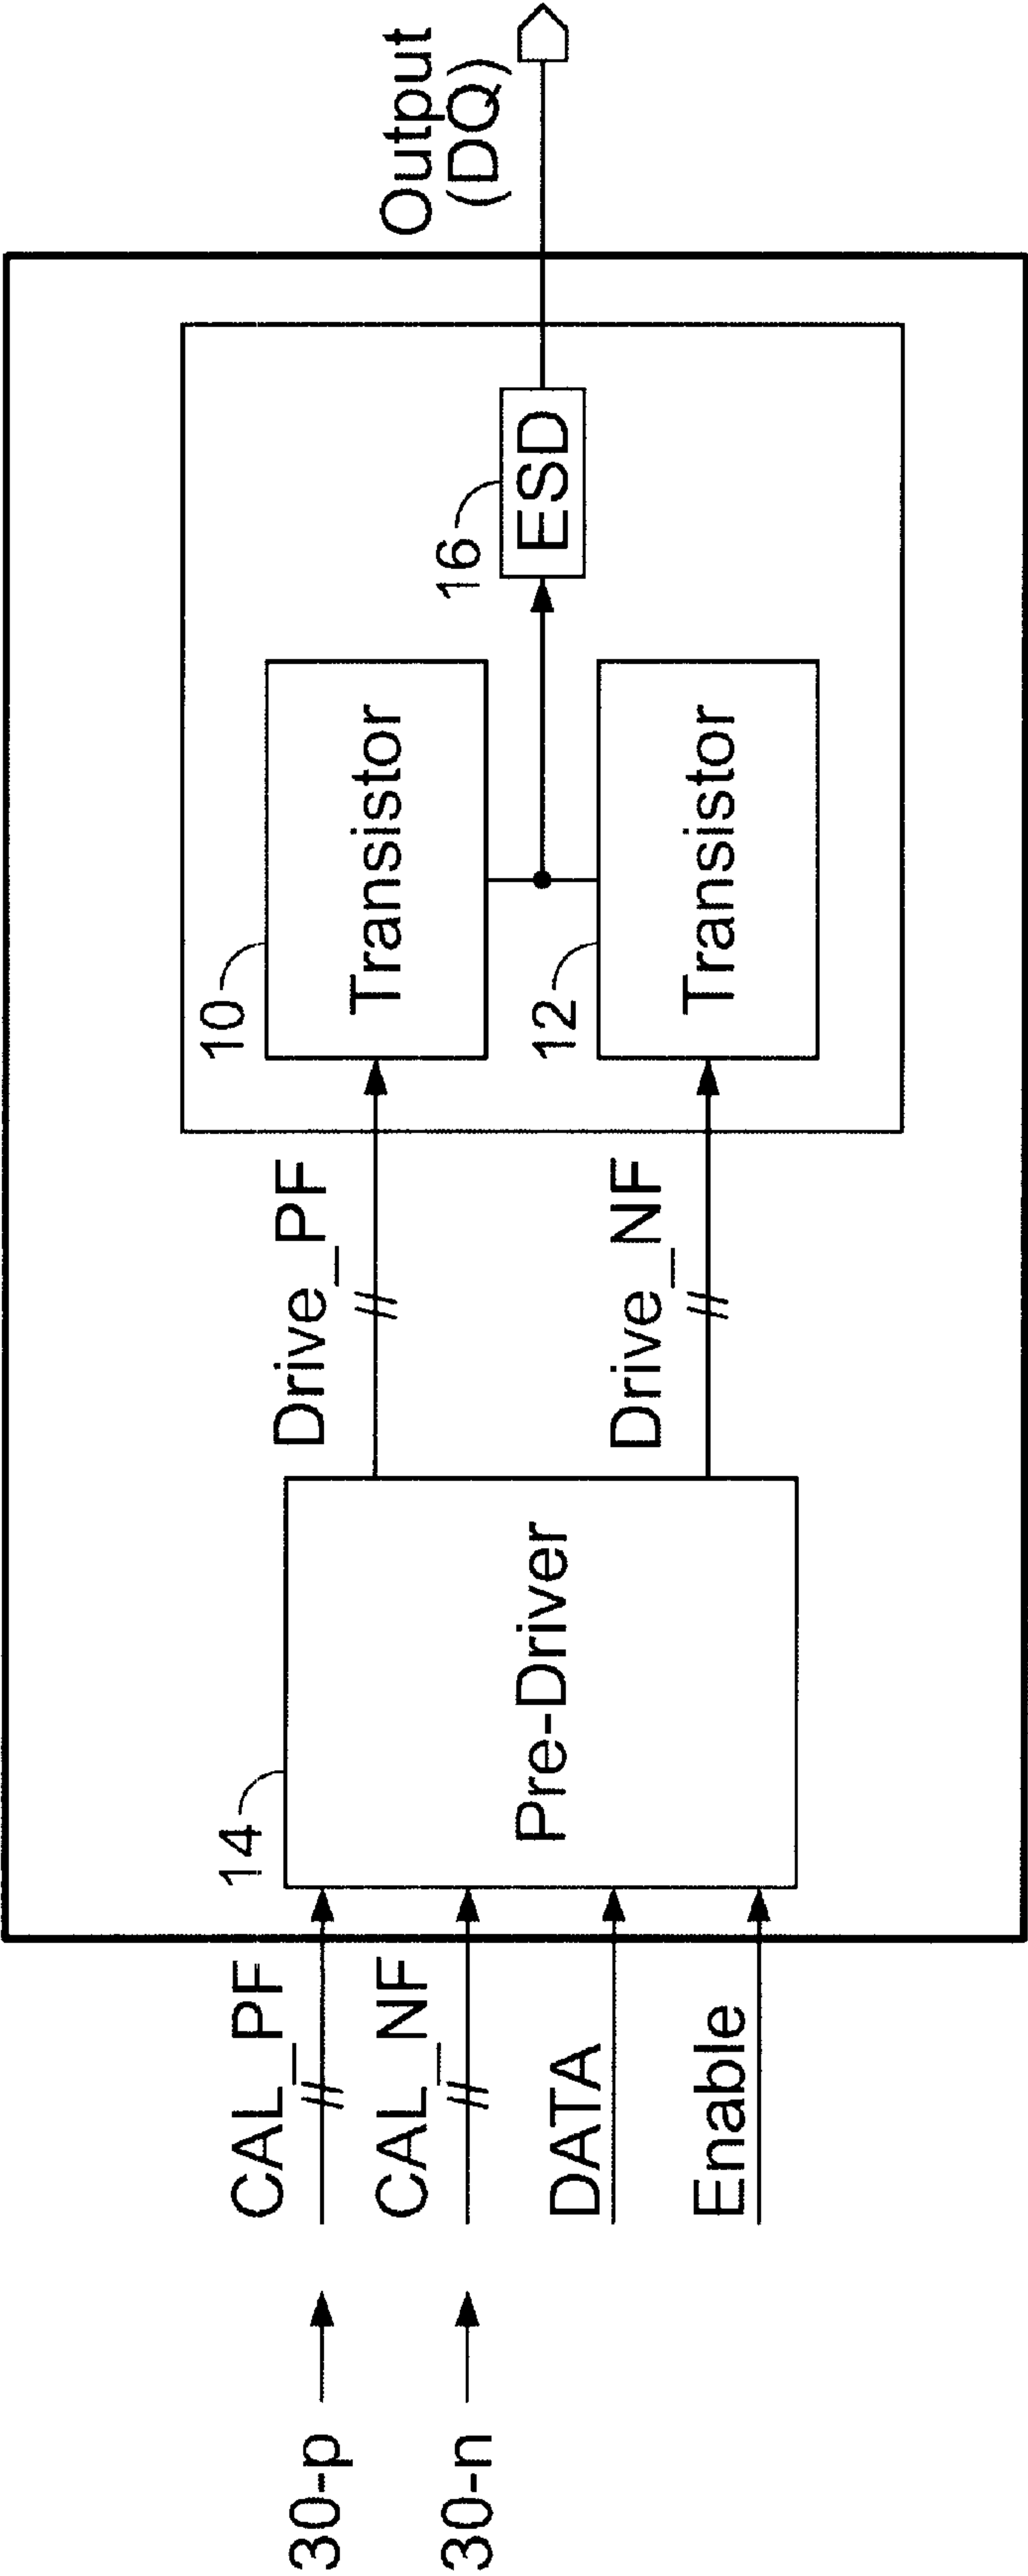 30-p
30-n
CAL_PF
CAL_NF
DATA
Enable
14
Pre-Driver
Drive_PF
Drive_NF
10
Transistor
12
Transistor
16
ESD
Output
(DQ)